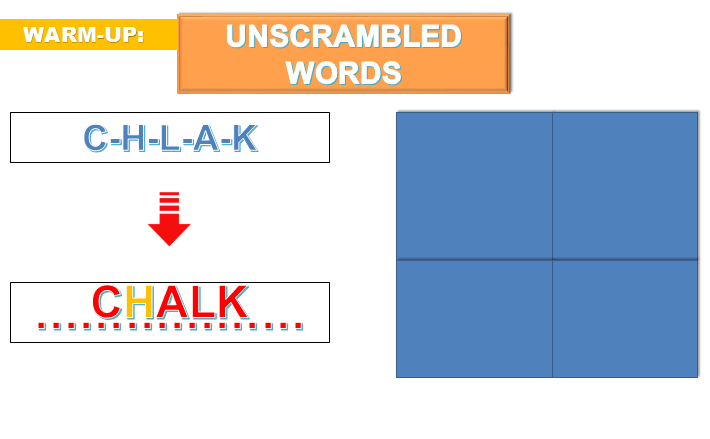 WARM-UP:
UNSCRAMBLED
WORDS
C-H-L-A-K
CHALK
..................